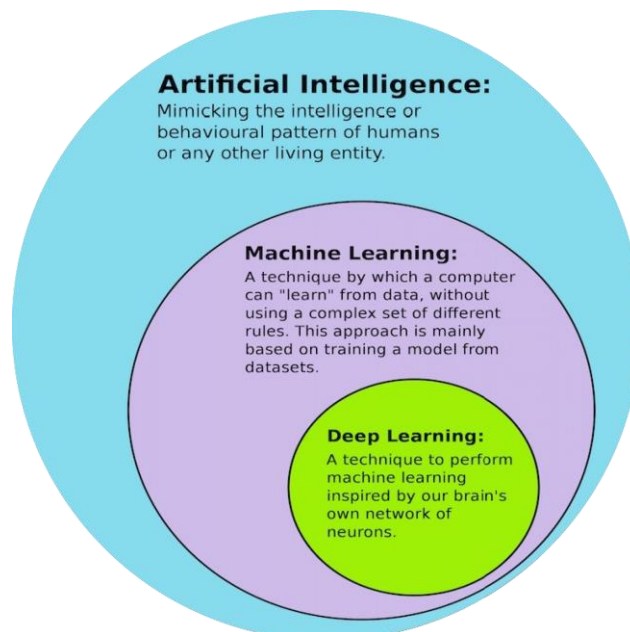 Artificial Intelligence:
Mimicking the intelligence or
behavioural pattern of humans
or any other living entity.
Machine Learning:
A technique by which a computer
can "learn" from data, without
using a complex set of different
rules. This approach is mainly
based on training a model from
datasets.
Deep Learning:
A technique to perform
machine learning
inspired by our brain's
own network of
neurons.